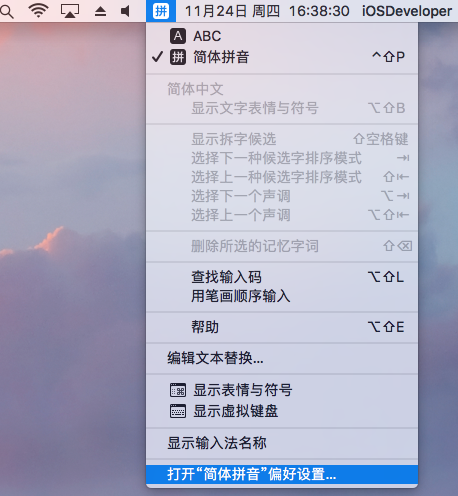 拼 11月24日 周四 16:38:30 iOSDeveloper
A ABC
✓ 拼 简体拼音 ^⇧P
简体中文
显示文字表情与符号 ⌥⇧B
显示拆字候选 ⇧空格键
选择下一种候选字排序模式 ⇥
选择上一种候选字排序模式 ⇧⇤
选择下一个声调 ⌥⇥
选择上一个声调 ⌥⇧⇤
删除所选的记忆字词 ⇧⌫
查找输入码 ⌥⇧L
用笔画顺序输入
帮助 ⌥⇧E
编辑文本替换...
显示表情与符号
显示虚拟键盘
显示输入法名称
打开“简体拼音”偏好设置...